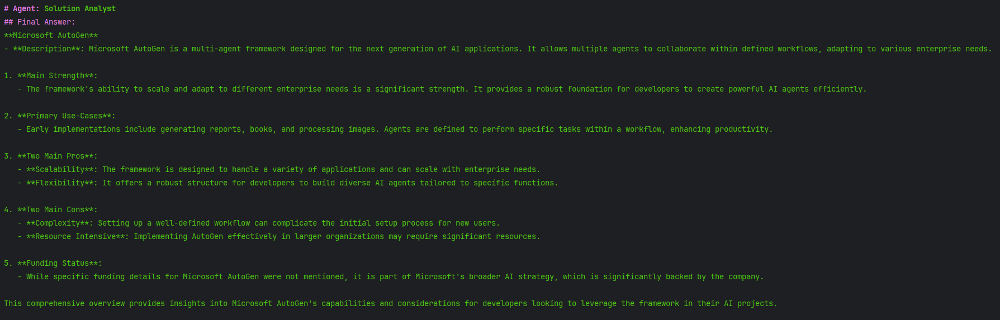 # Agent: Solution Analyst
## Final Answer:
**Microsoft AutoGen**
- **Description**: Microsoft AutoGen is a multi-agent framework designed for the next generation of AI applications. It allows multiple agents to collaborate within defined workflows, adapting to various enterprise needs.

1. **Main Strength**:
   - The framework's ability to scale and adapt to different enterprise needs is a significant strength. It provides a robust foundation for developers to create powerful AI agents efficiently.

2. **Primary Use-Cases**:
   - Early implementations include generating reports, books, and processing images. Agents are defined to perform specific tasks within a workflow, enhancing productivity.

3. **Two Main Pros**:
   - **Scalability**: The framework is designed to handle a variety of applications and can scale with enterprise needs.
   - **Flexibility**: It offers a robust structure for developers to build diverse AI agents tailored to specific functions.

4. **Two Main Cons**:
   - **Complexity**: Setting up a well-defined workflow can complicate the initial setup process for new users.
   - **Resource Intensive**: Implementing AutoGen effectively in larger organizations may require significant resources.

5. **Funding Status**:
   - While specific funding details for Microsoft AutoGen were not mentioned, it is part of Microsoft's broader AI strategy, which is significantly backed by the company.

This comprehensive overview provides insights into Microsoft AutoGen's capabilities and considerations for developers looking to leverage the framework in their AI projects.